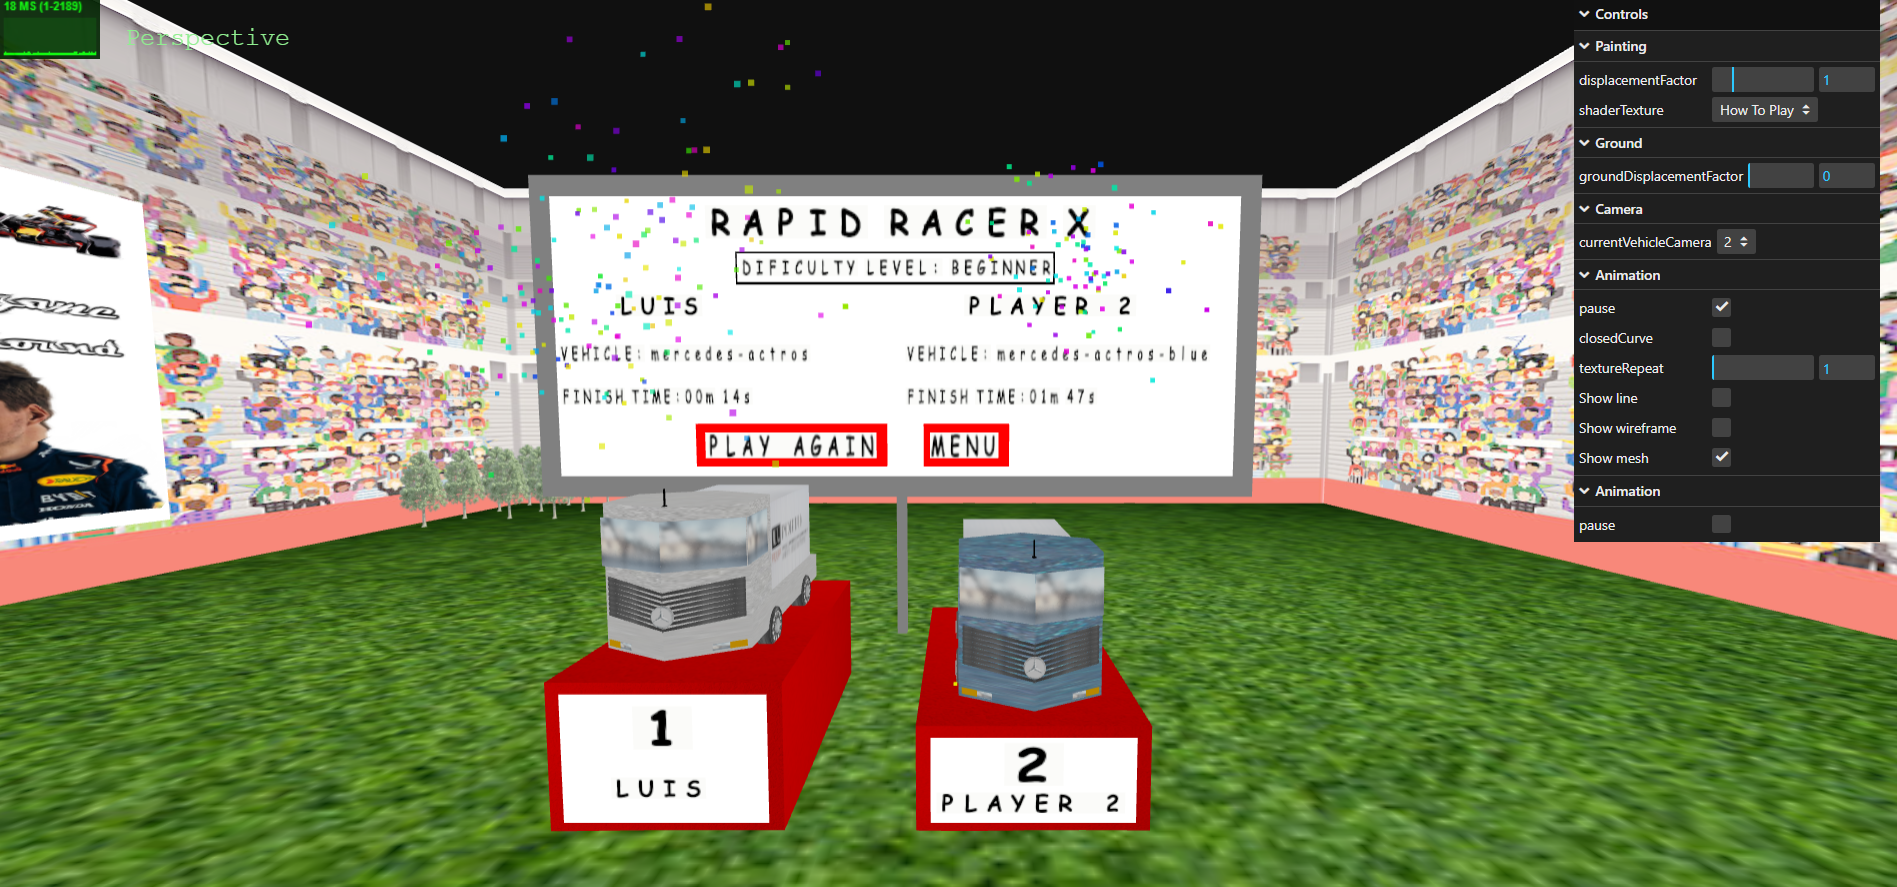 18 MS (1-2189)
Perspective
RAPID RACER X
DIFICULTY LEVEL: BEGINNER
LUIS
PLAYER 2
VEHICLE: mercedes-actros
VEHICLE: mercedes-actros-blue
FINISH TIME:00m 14s
FINISH TIME:01m 47s
PLAY AGAIN
MENU
1
LUIS
2
PLAYER 2
BYBIT
HONDA
Controls
Painting
displacementFactor
1
shaderTexture
How To Play
Ground
groundDisplacementFactor
0
Camera
currentVehicleCamera
2
Animation
pause
closedCurve
textureRepeat
1
Show line
Show wireframe
Show mesh
Animation
pause